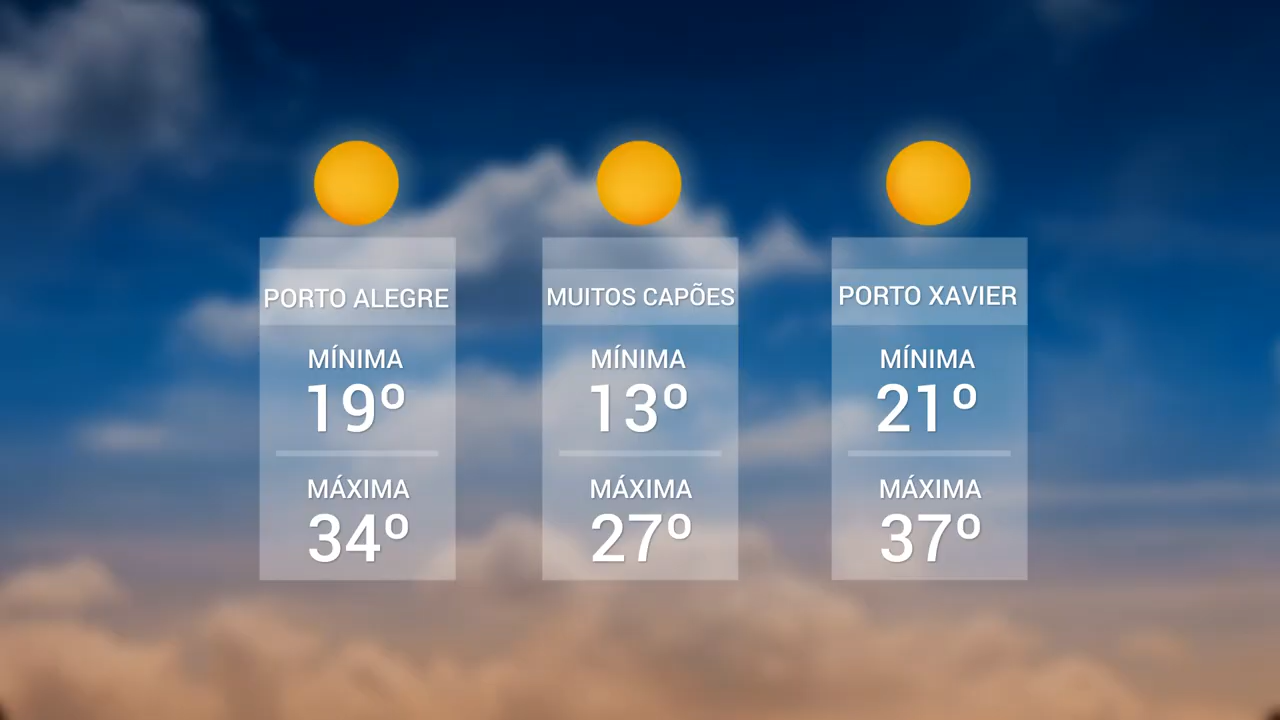 PORTO ALEGRE
MÍNIMA
19º
MÁXIMA
34º
MUITOS CAPÕES
MÍNIMA
13º
MÁXIMA
27º
PORTO XAVIER
MÍNIMA
21º
MÁXIMA
37º